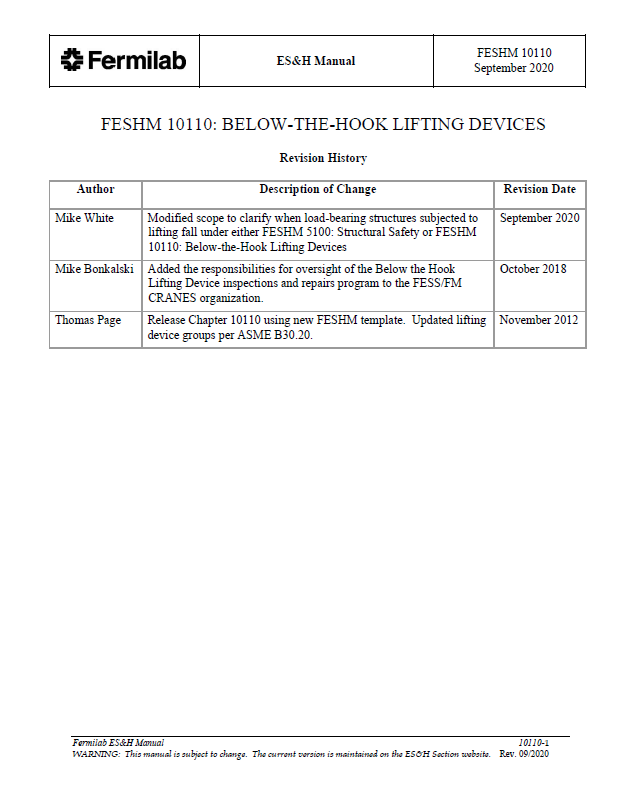 Fermilab
ES&H Manual
FESHM 10110
September 2020
FESHM 10110: BELOW-THE-HOOK LIFTING DEVICES
Revision History
Author Description of Change Revision Date
Mike White Modified scope to clarify when load-bearing structures subjected to September 2020
lifting fall under either FESHM 5100: Structural Safety or FESHM
10110: Below-the-Hook Lifting Devices
Mike Bonkalski Added the responsibilities for oversight of the Below the Hook October 2018
Lifting Device inspections and repairs program to the FESS/FM
CRANES organization.
Thomas Page Release Chapter 10110 using new FESHM template. Updated lifting November 2012
device groups per ASME B30.20.
Fermilab ES&H Manual 10110-1
WARNING: This manual is subject to change. The current version is maintained on the ES&H Section website. Rev. 09/2020